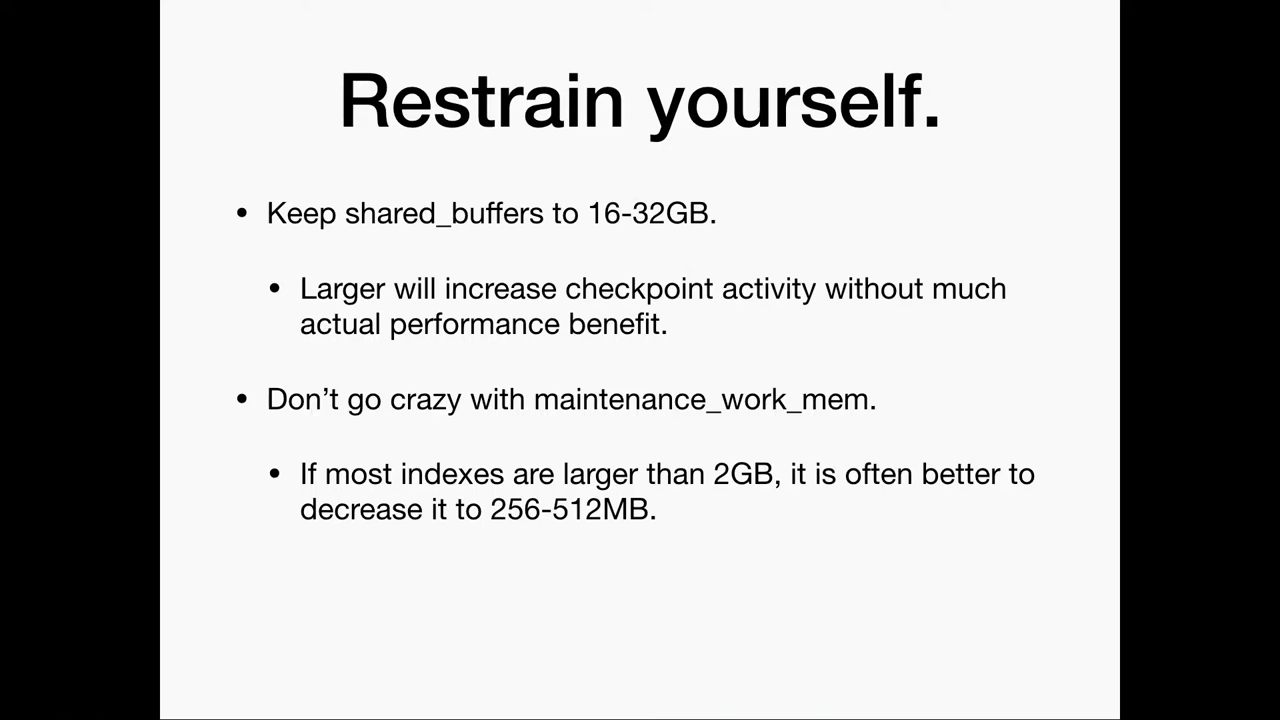 Restrain yourself.
• Keep shared_buffers to 16-32GB.
• Larger will increase checkpoint activity without much
actual performance benefit.
• Don’t go crazy with maintenance_work_mem.
• If most indexes are larger than 2GB, it is often better to
decrease it to 256-512MB.